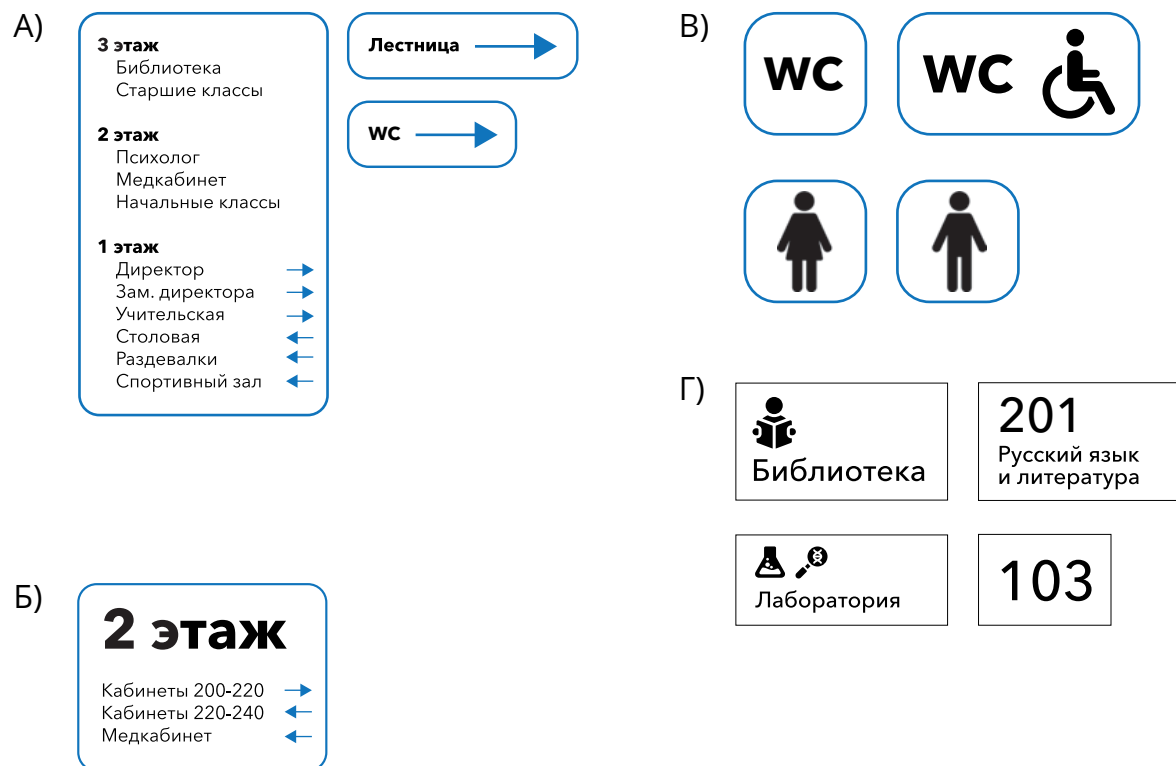 А)
3 этаж
Библиотека
Старшие классы
2 этаж
Психолог
Медкабинет
Начальные классы
1 этаж
Директор
Зам. директора
Учительская
Столовая
Раздевалки
Спортивный зал
Лестница
WC
Б)
2 этаж
Кабинеты 200-220
Кабинеты 220-240
Медкабинет
В)
WC
WC
Г)
Библиотека
201
Русский язык
и литература
Лаборатория
103